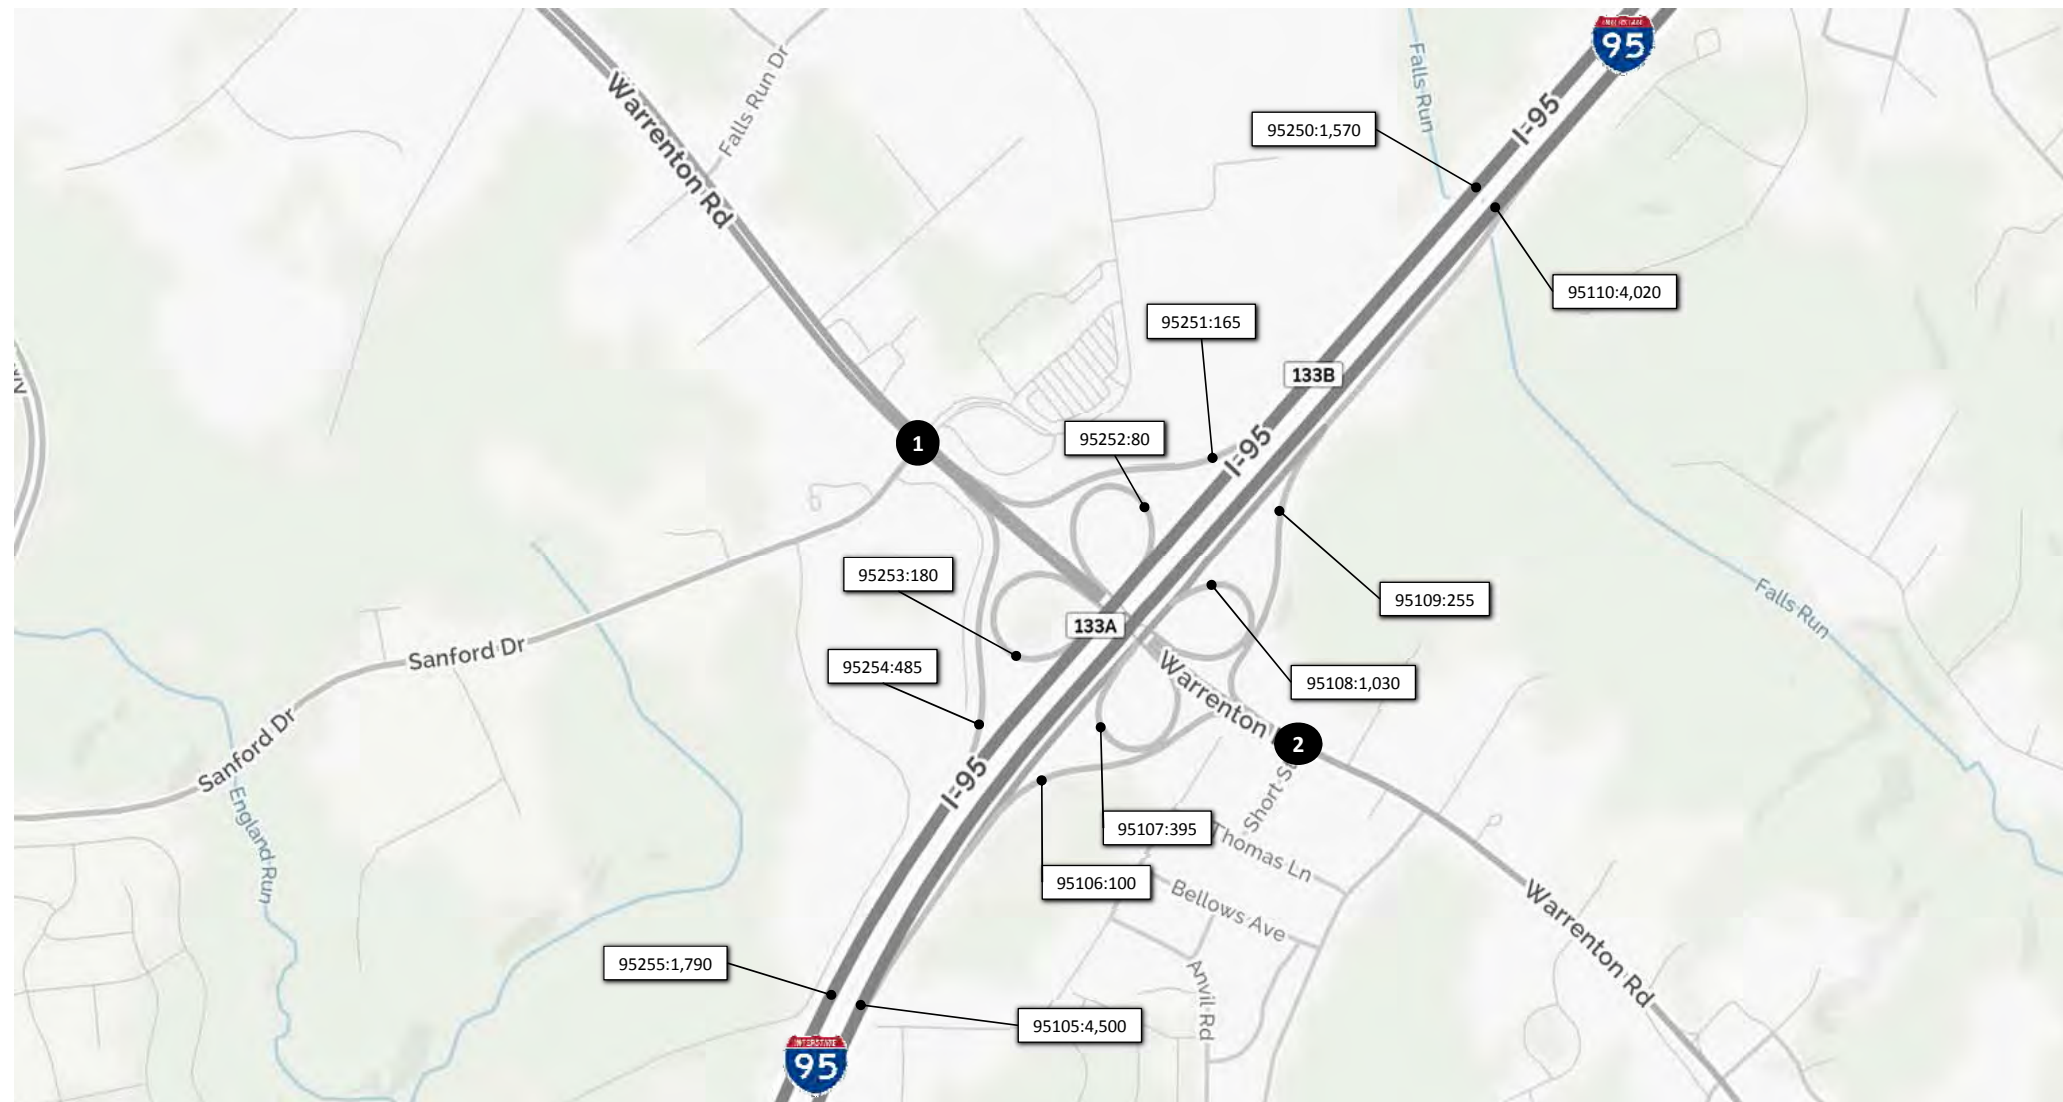 INTERSTATE
95
Falls Run Dr
Falls Run
Warrenton Rd
I-95
95250:1,570
95110:4,020
95251:165
133B
95252:80
1
I-95
95253:180
95109:255
Falls Run
133A
Sanford Dr
95254:485
95108:1,030
Warrenton
2
Sanford Dr
I-95
Short St
95107:395
Thomas Ln
England Run
95106:100
Bellows Ave
Warrenton Rd
95255:1,790
Anvil Rd
95105:4,500
INTERSTATE
95